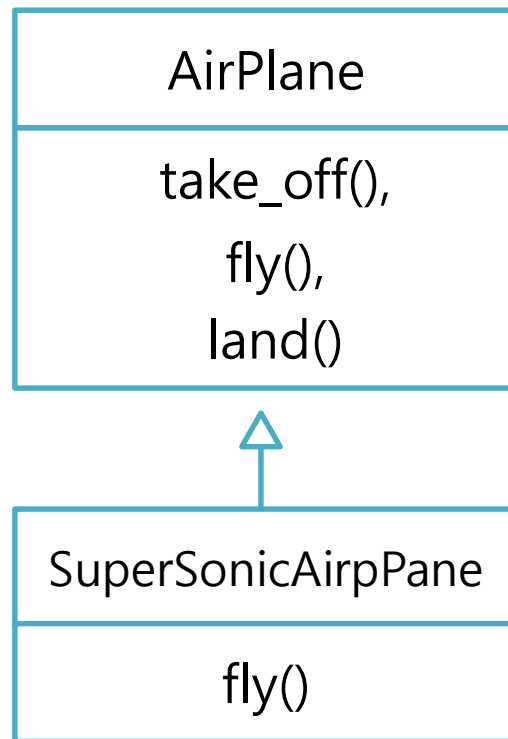 AirPlane
take_off(),
fly(),
land()
SuperSonicAirpPane
fly()